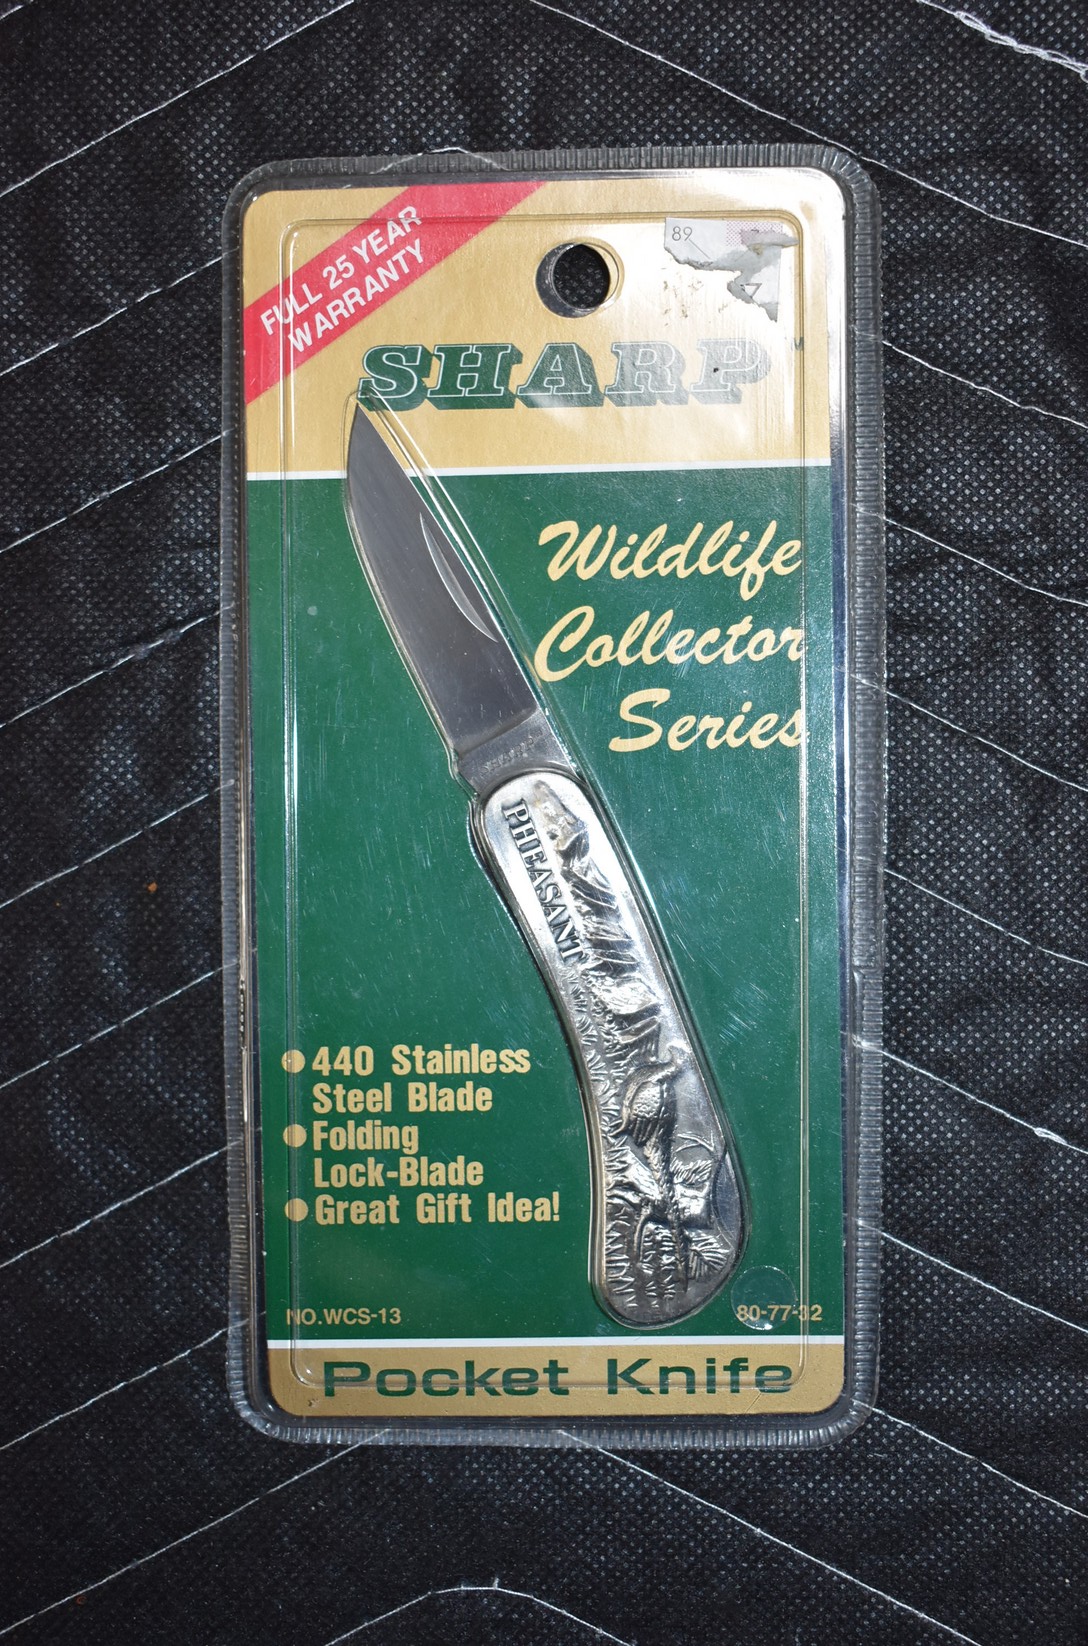 FULL 25 YEAR
WARRANTY
89
SHARP
Wildlife
Collector
Series
SHARP
PHEASANT
440 Stainless
Steel Blade
Folding
Lock-Blade
Great Gift Idea!
NO.WCS-13
80-77-32
Pocket Knife